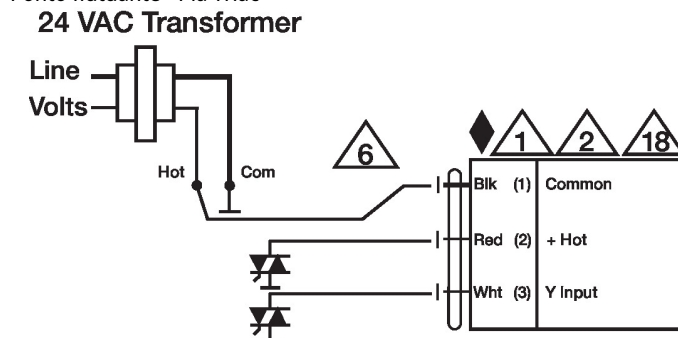 24 VAC Transformer
Line
Volts
Hot
Com
6
1
2
18
Blk (1) Common
Red (2) + Hot
Wht (3) Y Input